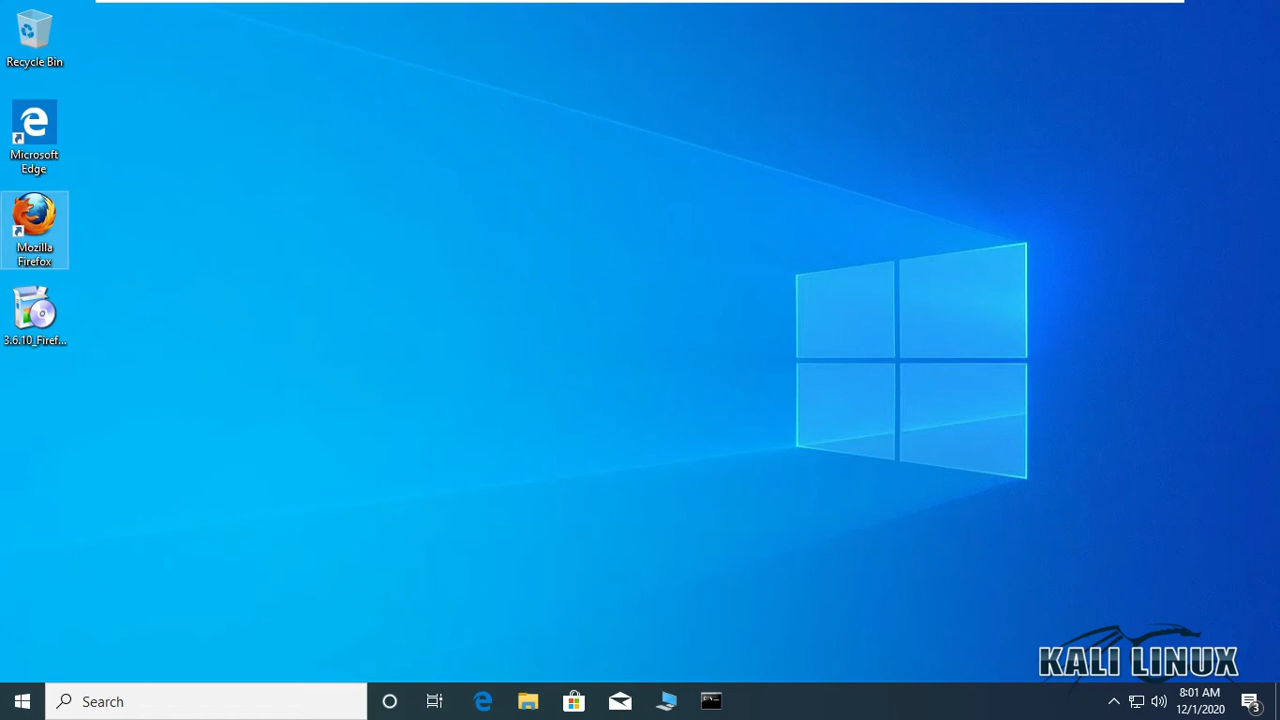 Recycle Bin
Microsoft
Edge
Mozilla
Firefox
3.6.10_Firef...
KALI LINUX
Search
8:01 AM
12/1/2020
3